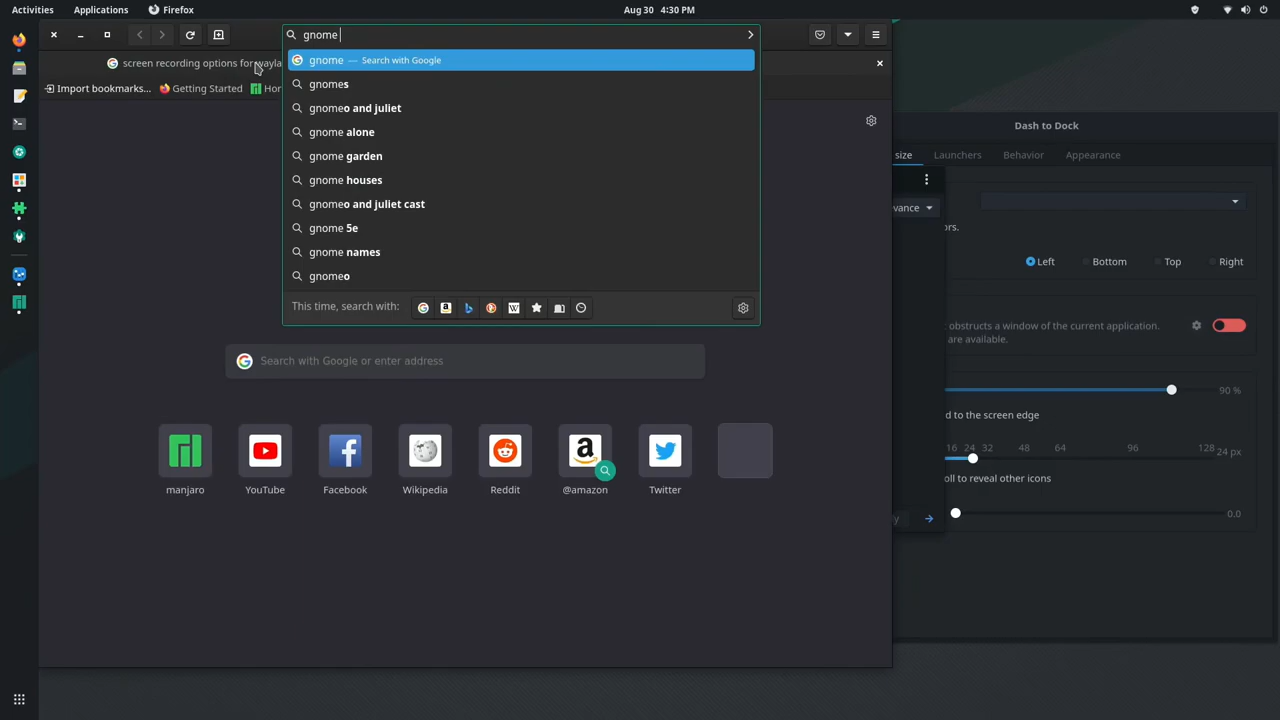 Activities
Applications
Firefox
Aug 30 4:30 PM
gnome
screen recording options for wayla
gnome — Search with Google
gnomes
gnomeo and juliet
gnome alone
gnome garden
gnome houses
gnomeo and juliet cast
gnome 5e
gnome names
gnomeo
This time, search with:
Import bookmarks...
Getting Started
Hor
Search with Google or enter address
manjaro
YouTube
Facebook
Wikipedia
Reddit
@amazon
Twitter
Dash to Dock
size
Launchers
Behavior
Appearance
vance
ors.
Left
Bottom
Top
Right
obstructs a window of the current application.
are available.
90 %
d to the screen edge
16 24 32 48 64 96 128
24 px
oll to reveal other icons
0.0
y